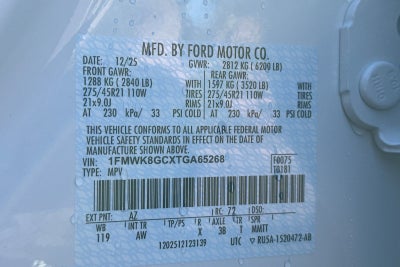 MFD. BY FORD MOTOR CO.
DATE: 12/25 GVWR: 2812 KG ( 6209 LB)
FRONT GAWR: REAR GAWR:
1288 KG ( 2840 LB) 1597 KG ( 3520 LB)
275/45R21 110W TIRES 275/45R21 110W TIRES
21x9.0J RIMS 21x9.0J RIMS
AT 230 kPa/ 33 PSI COLD AT 230 kPa/ 33 PSI COLD
THIS VEHICLE CONFORMS TO ALL APPLICABLE FEDERAL MOTOR
VEHICLE SAFETY STANDARDS IN EFFECT ON THE DATE OF
MANUFACTURE SHOWN ABOVE.
VIN: 1FMWK8GCXTGA65268 F0075
TYPE: MPV T0181
EXT PNT: AZ RC: 72 DSO:
WB INT TR TP/PS R AXLE TR SPR
119 AW X 3B T
1202512123139 UTC RU5A-1520472-AB